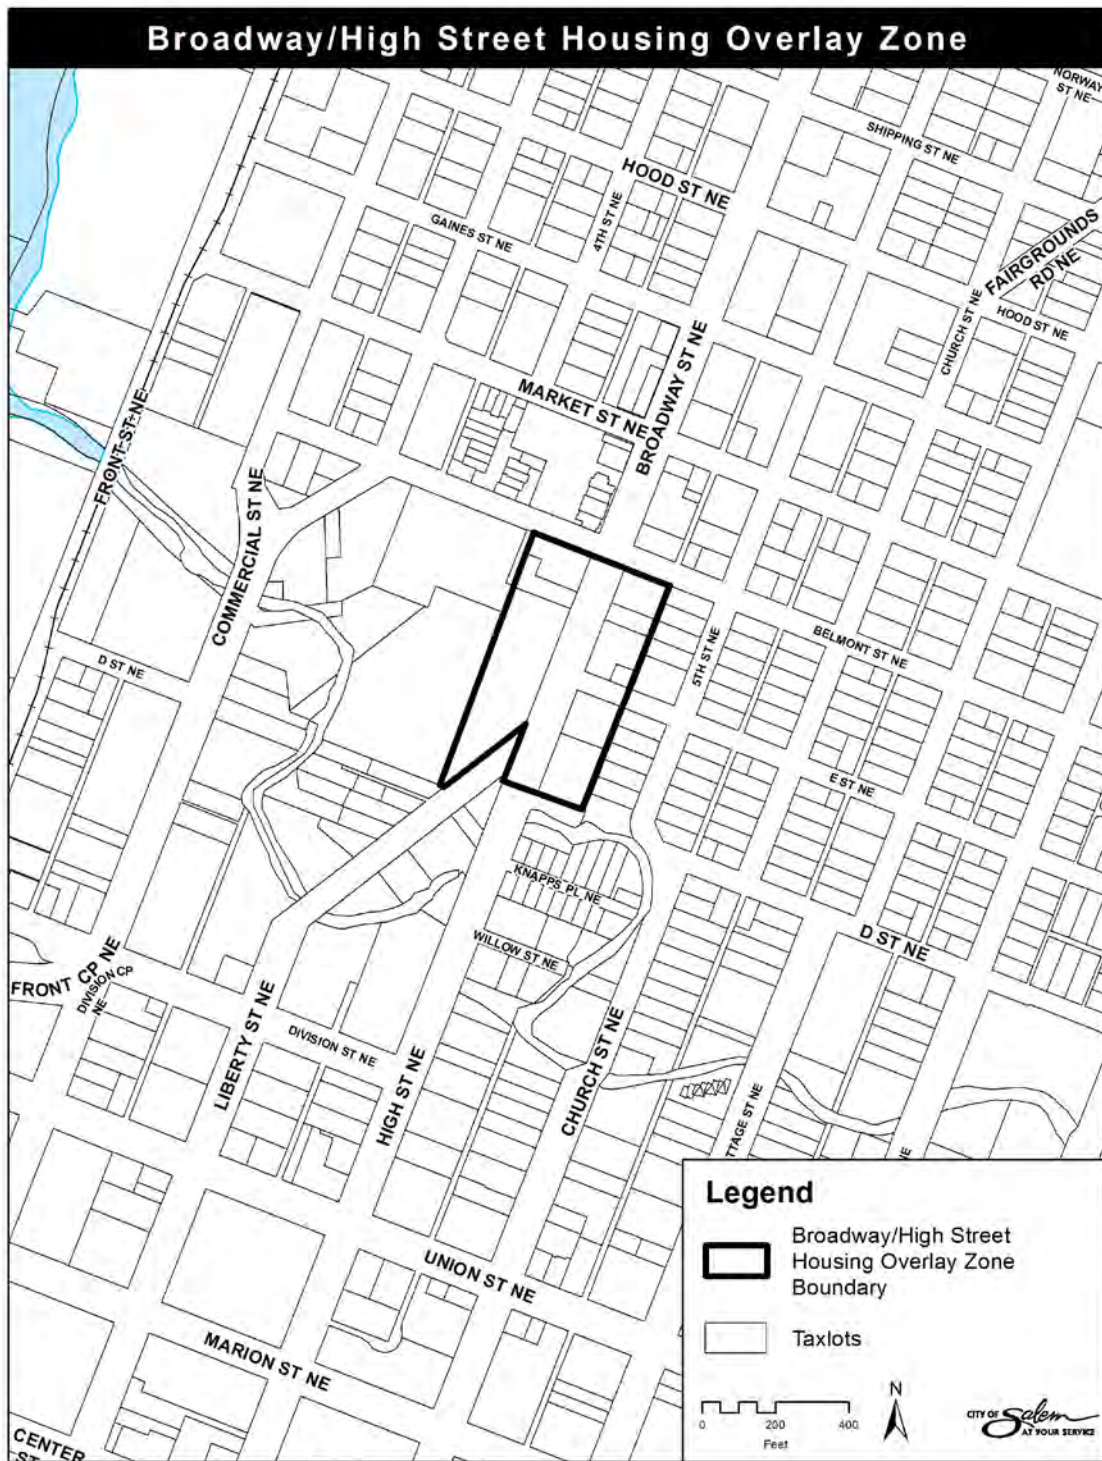 Broadway/High Street Housing Overlay Zone
NORWAY
ST NE
SHIPPING ST NE
HOOD ST NE
4TH ST NE
GAINES ST NE
FAIRGROUNDS
RD NE
HOOD ST NE
CHURCH ST NE
BROADWAY ST NE
MARKET ST NE
FRONT ST NE
COMMERCIAL ST NE
BELMONT ST NE
5TH ST NE
D ST NE
E ST NE
KNAPPS PL NE
WILLOW ST NE
D ST NE
FRONT CP NE
DIVISION CP
NE
LIBERTY ST NE
DIVISION ST NE
HIGH ST NE
CHURCH ST NE
TTAGE ST NE
NE
UNION ST NE
MARION ST NE
CENTER
ST
Legend
Broadway/High Street
Housing Overlay Zone
Boundary
Taxlots
0 200 400
Feet
N
CITY OF Salem
AT YOUR SERVICE